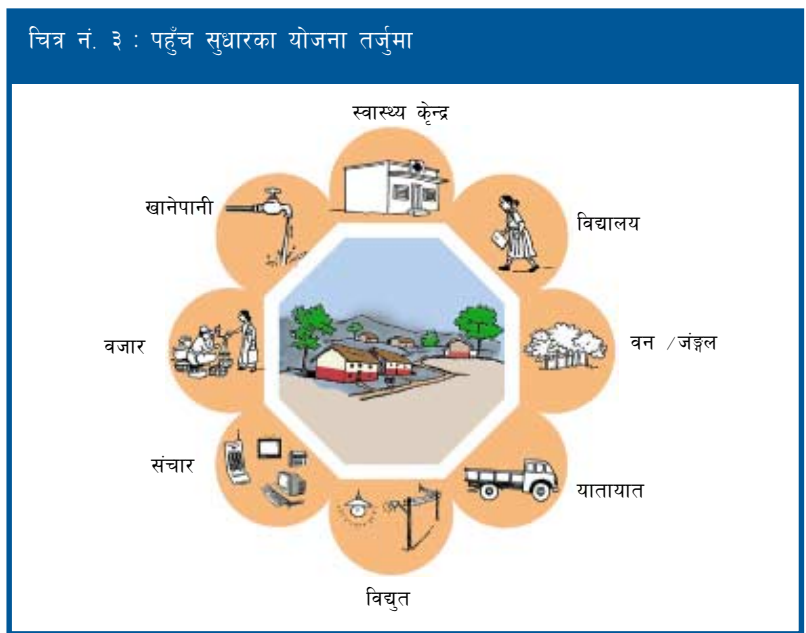 चित्र नं. ३ : पहुँच सुधारका योजना तर्जुमा
स्वास्थ्य केन्द्र
खानेपानी
विद्यालय
वजार
वन /जंङ्गल
संचार
यातायात
विद्युत